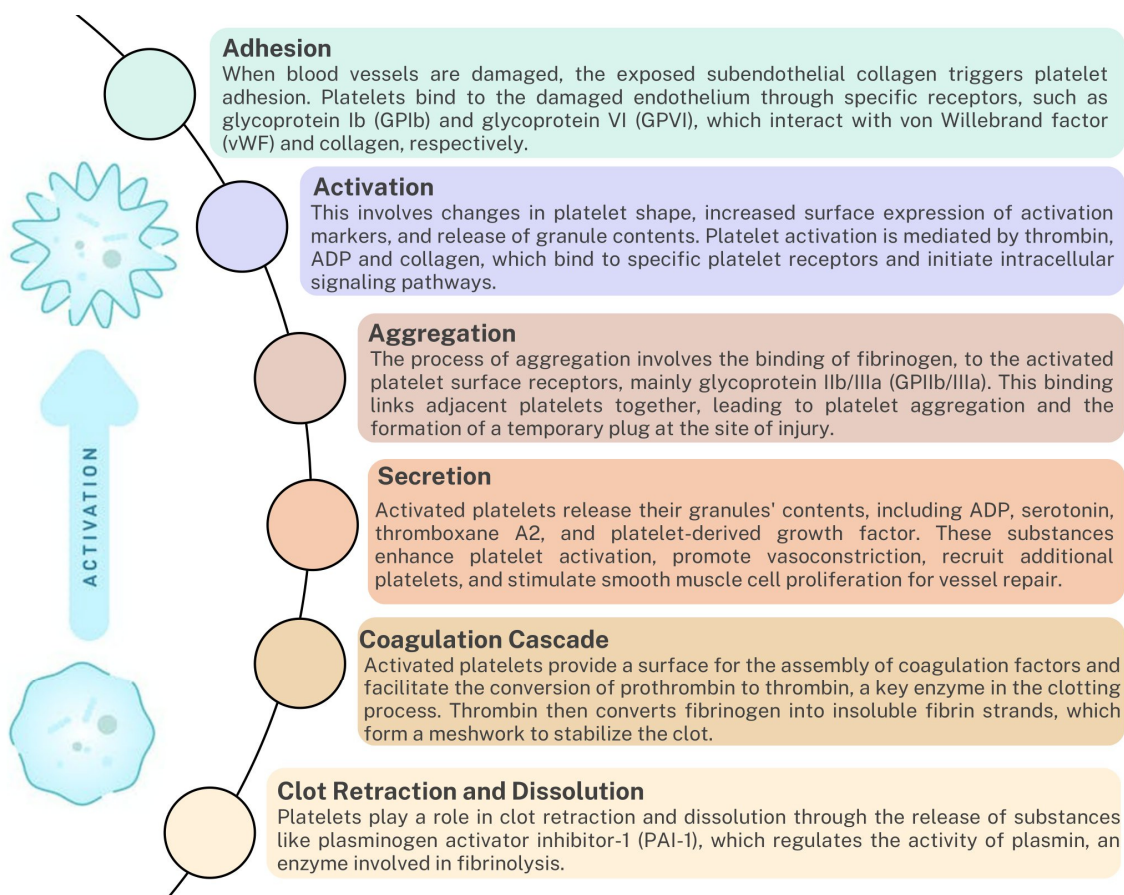 Adhesion
When blood vessels are damaged, the exposed subendothelial collagen triggers platelet
adhesion. Platelets bind to the damaged endothelium through specific receptors, such as
glycoprotein Ib (GPIb) and glycoprotein VI (GPVI), which interact with von Willebrand factor
(vWF) and collagen, respectively.
Activation
This involves changes in platelet shape, increased surface expression of activation
markers, and release of granule contents. Platelet activation is mediated by thrombin,
ADP and collagen, which bind to specific platelet receptors and initiate intracellular
signaling pathways.
Aggregation
The process of aggregation involves the binding of fibrinogen, to the activated
platelet surface receptors, mainly glycoprotein IIb/IIIa (GPIIb/IIIa). This binding
links adjacent platelets together, leading to platelet aggregation and the
formation of a temporary plug at the site of injury.
ACTIVATION
Secretion
Activated platelets release their granules' contents, including ADP, serotonin,
thromboxane A2, and platelet-derived growth factor. These substances
enhance platelet activation, promote vasoconstriction, recruit additional
platelets, and stimulate smooth muscle cell proliferation for vessel repair.
Coagulation Cascade
Activated platelets provide a surface for the assembly of coagulation factors and
facilitate the conversion of prothrombin to thrombin, a key enzyme in the clotting
process. Thrombin then converts fibrinogen into insoluble fibrin strands, which
form a meshwork to stabilize the clot.
Clot Retraction and Dissolution
Platelets play a role in clot retraction and dissolution through the release of substances
like plasminogen activator inhibitor-1 (PAI-1), which regulates the activity of plasmin, an
enzyme involved in fibrinolysis.